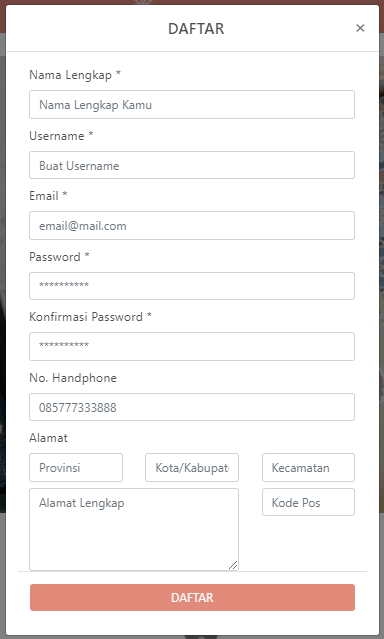 DAFTAR ×
Nama Lengkap *
Nama Lengkap Kamu
Username *
Buat Username
Email *
email@mail.com
Password *
**********
Konfirmasi Password *
**********
No. Handphone
085777333888
Alamat
Provinsi Kota/Kabupat Kecamatan
Alamat Lengkap Kode Pos
DAFTAR